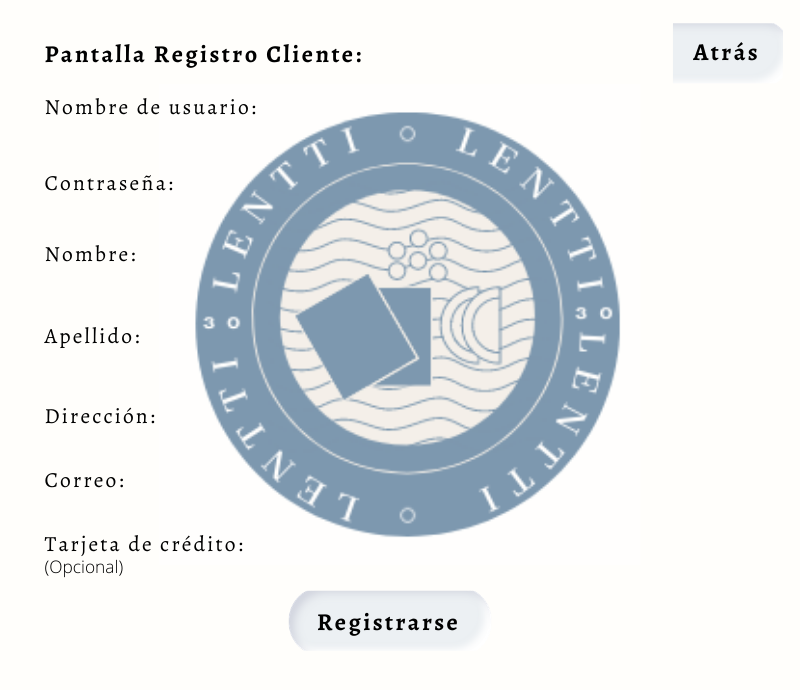 Pantalla Registro Cliente:
Atrás
Nombre de usuario:
Contraseña:
Nombre:
Apellido:
Dirección:
Correo:
Tarjeta de crédito:
(Opcional)
LENTTI
LENTTI
30
30
LENTTI
LENTTI
Registrarse